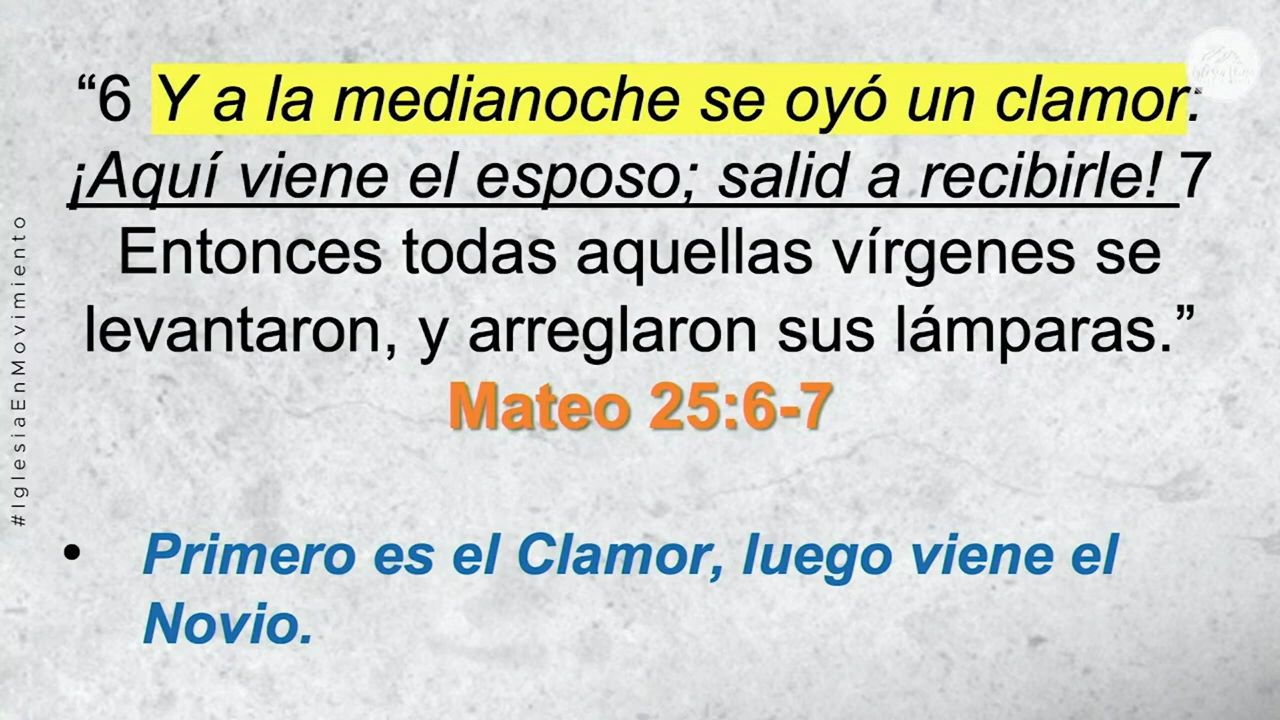 “6 Y a la medianoche se oyó un clamor:
¡Aquí viene el esposo; salid a recibirle! 7
Entonces todas aquellas vírgenes se
levantaron, y arreglaron sus lámparas.”
Mateo 25:6-7
• Primero es el Clamor, luego viene el
Novio.
#IglesiaEnMovimiento